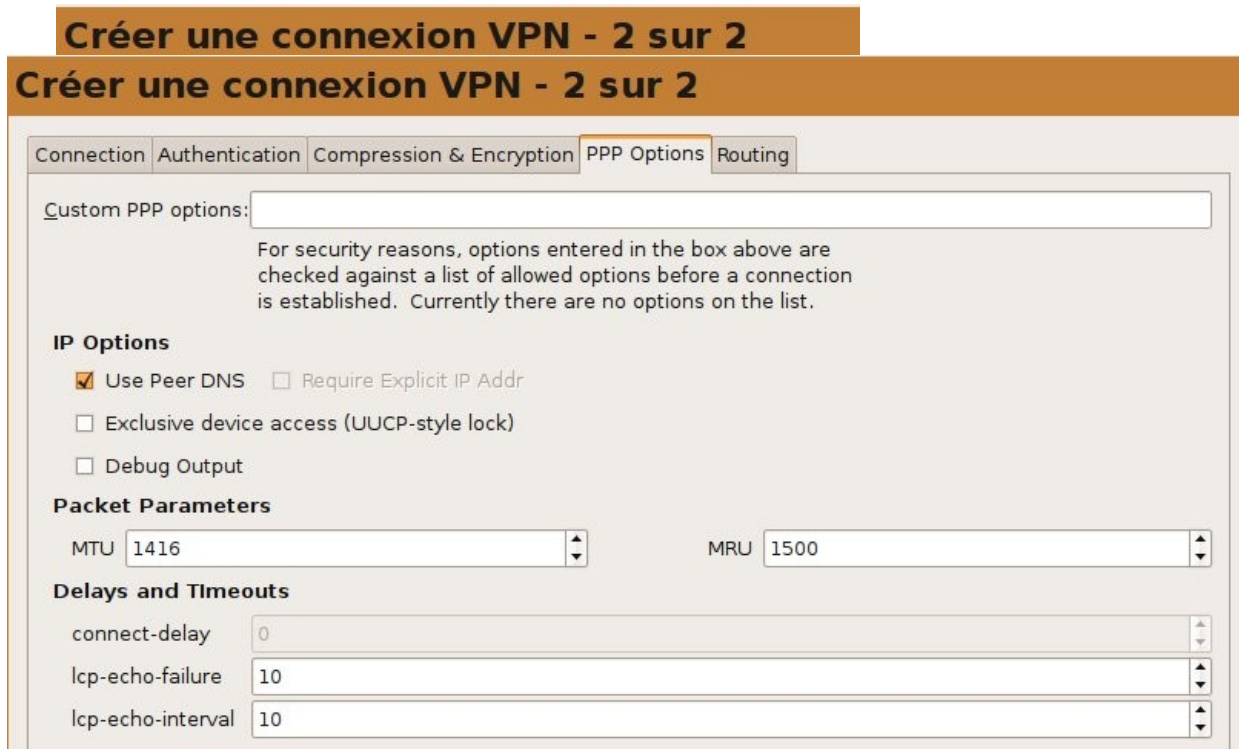 Créer une connexion VPN - 2 sur 2
Créer une connexion VPN - 2 sur 2
Connection Authentication Compression & Encryption PPP Options Routing
Custom PPP options:
For security reasons, options entered in the box above are
checked against a list of allowed options before a connection
is established. Currently there are no options on the list.
IP Options
Use Peer DNS Require Explicit IP Addr
Exclusive device access (UUCP-style lock)
Debug Output
Packet Parameters
MTU 1416 MRU 1500
Delays and TImeouts
connect-delay 0
lcp-echo-failure 10
lcp-echo-interval 10